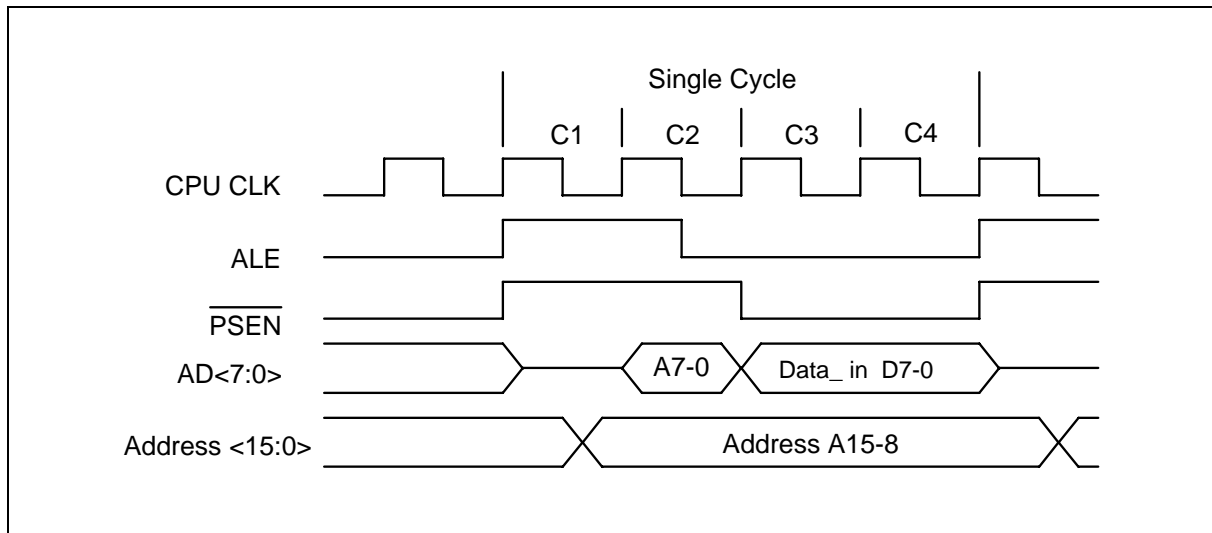 Single Cycle
C1 C2 C3 C4
CPU CLK
ALE
PSEN
AD<7:0> A7-0 Data_ in D7-0
Address <15:0> Address A15-8